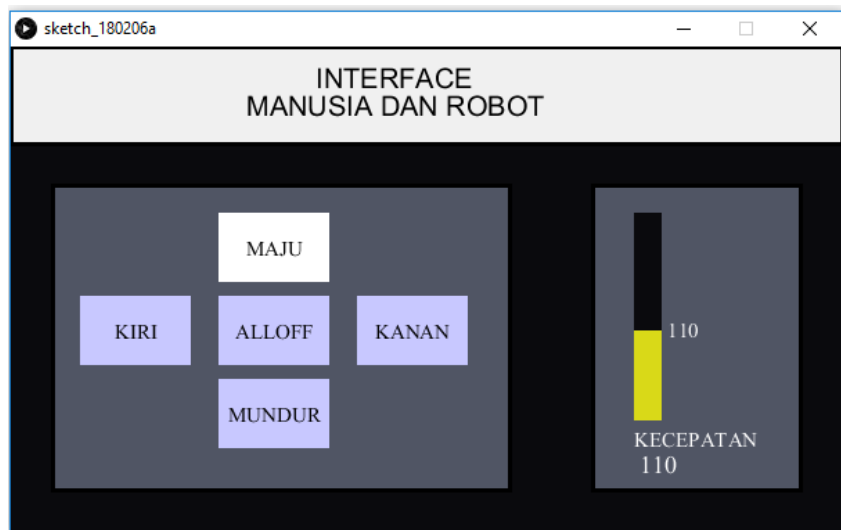 sketch_180206a
INTERFACE
MANUSIA DAN ROBOT
MAJU
KIRI
ALLOFF
KANAN
MUNDUR
110
KECEPATAN
110